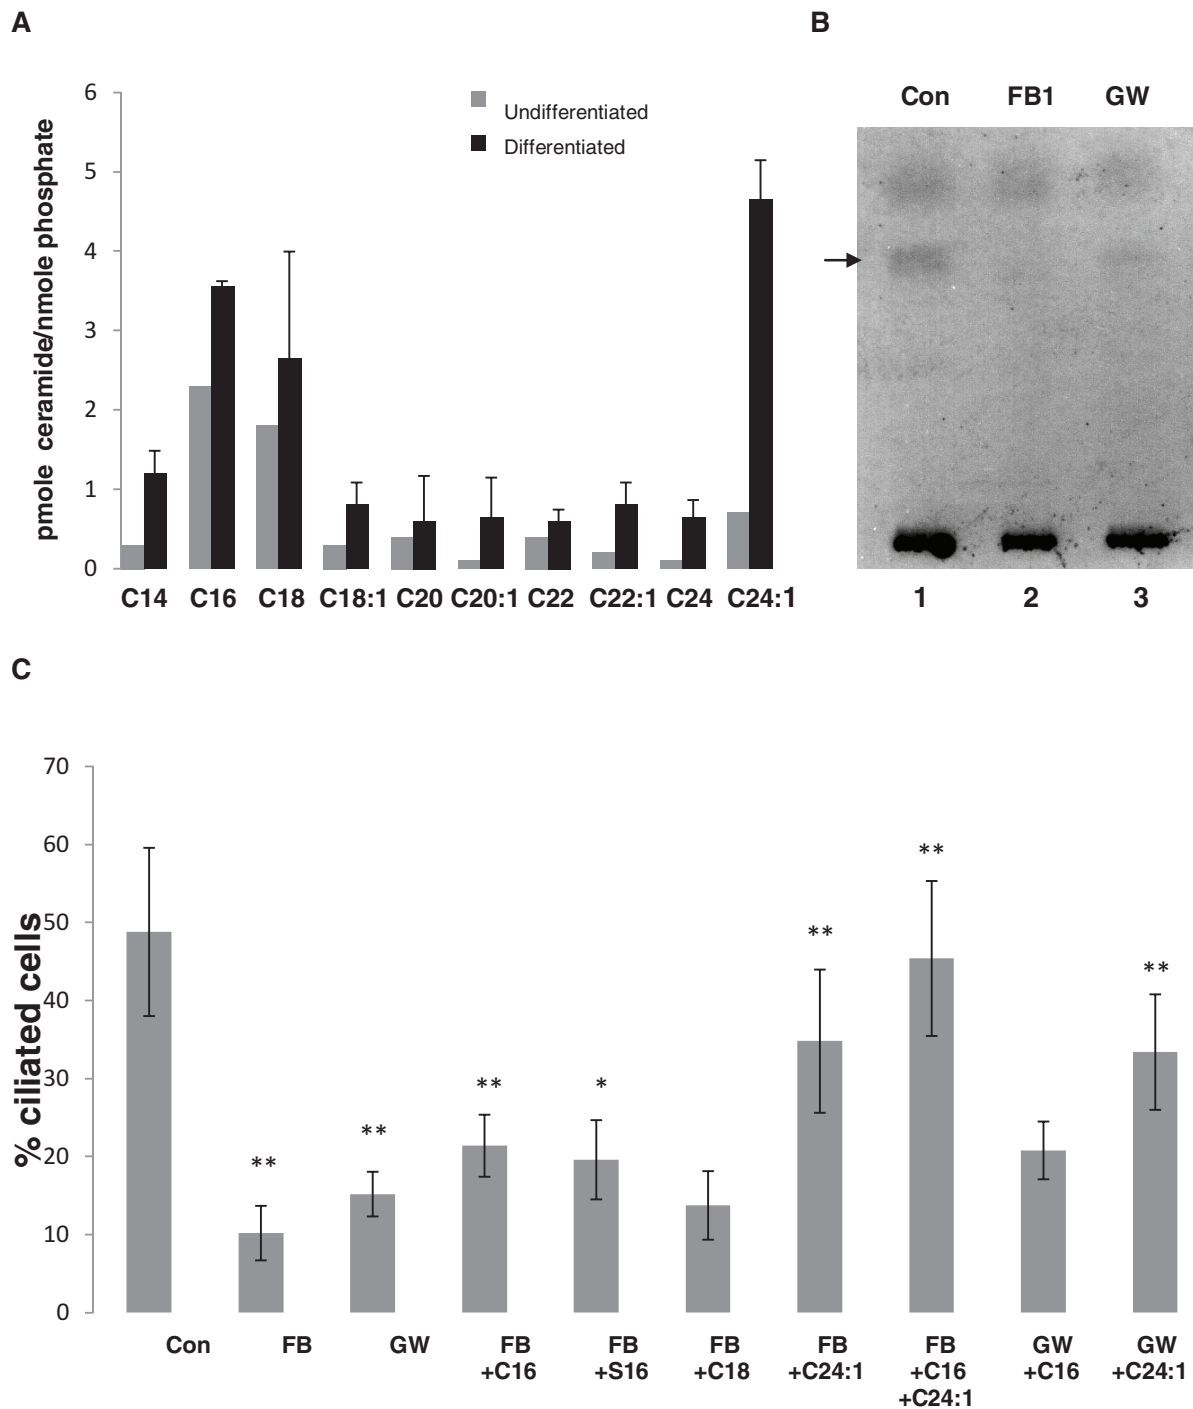 A
B
Con FB1 GW
6
5
4
3
2
1
0
pmole ceramide/nmole phosphate
Undifferentiated
Differentiated
C14 C16 C18 C18:1 C20 C20:1 C22 C22:1 C24 C24:1
1 2 3
C
70
60
50
40
30
20
10
0
% ciliated cells
**
**
**
*
**
**
**
Con FB GW FB FB FB FB FB GW GW
+C16 +S16 +C18 +C24:1 +C16 +C16 +C24:1
+C24:1